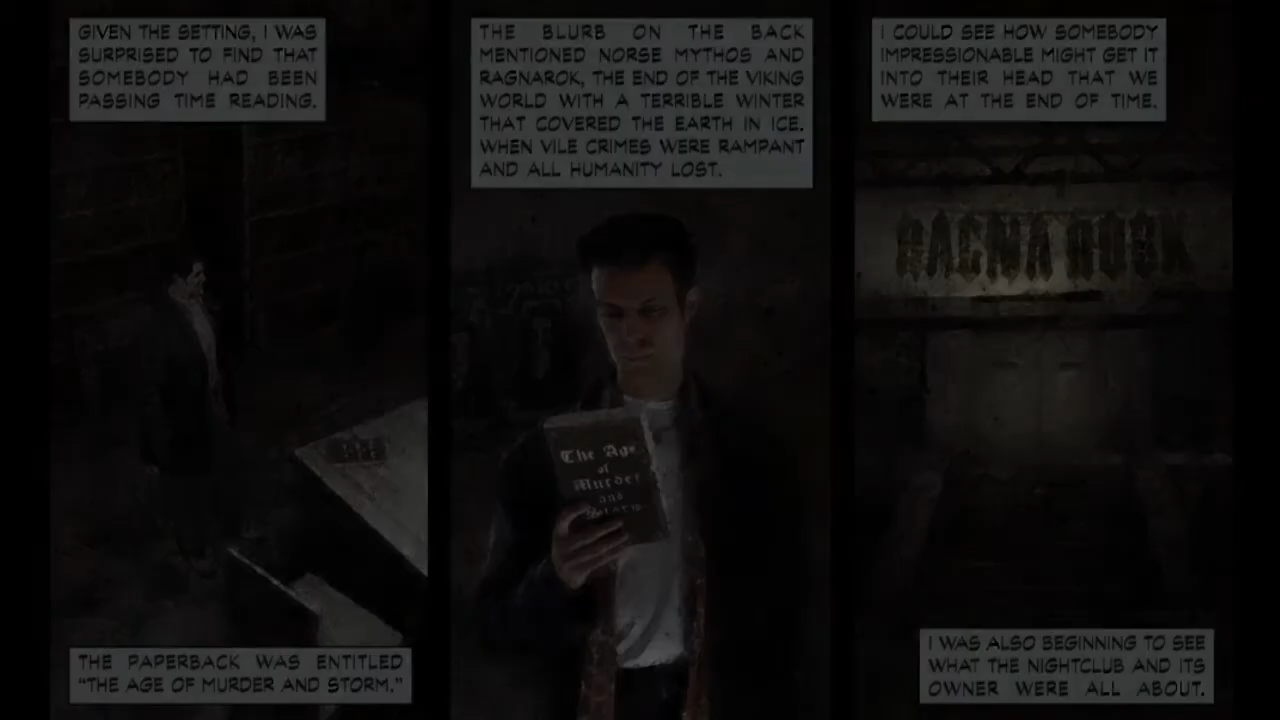 GIVEN THE SETTING, I WAS
SURPRISED TO FIND THAT
SOMEBODY HAD BEEN
PASSING TIME READING.
THE PAPERBACK WAS ENTITLED
“THE AGE OF MURDER AND STORM.”
THE BLURB ON THE BACK
MENTIONED NORSE MYTHOS AND
RAGNAROK, THE END OF THE VIKING
WORLD WITH A TERRIBLE WINTER
THAT COVERED THE EARTH IN ICE.
WHEN VILE CRIMES WERE RAMPANT
AND ALL HUMANITY LOST.
The Age
of
Murder
and
Storm
I COULD SEE HOW SOMEBODY
IMPRESSIONABLE MIGHT GET IT
INTO THEIR HEAD THAT WE
WERE AT THE END OF TIME.
RAGNA ROCK
I WAS ALSO BEGINNING TO SEE
WHAT THE NIGHTCLUB AND ITS
OWNER WERE ALL ABOUT.